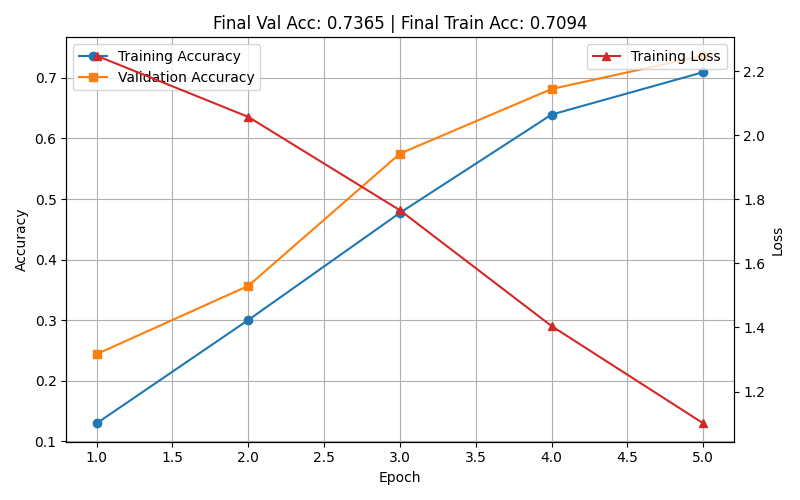 Final Val Acc: 0.7365 | Final Train Acc: 0.7094
Training Accuracy
Validation Accuracy
Training Loss
0.7
0.6
0.5
0.4
0.3
0.2
0.1
Accuracy
2.2
2.0
1.8
1.6
1.4
1.2
Loss
1.0 1.5 2.0 2.5 3.0 3.5 4.0 4.5 5.0
Epoch